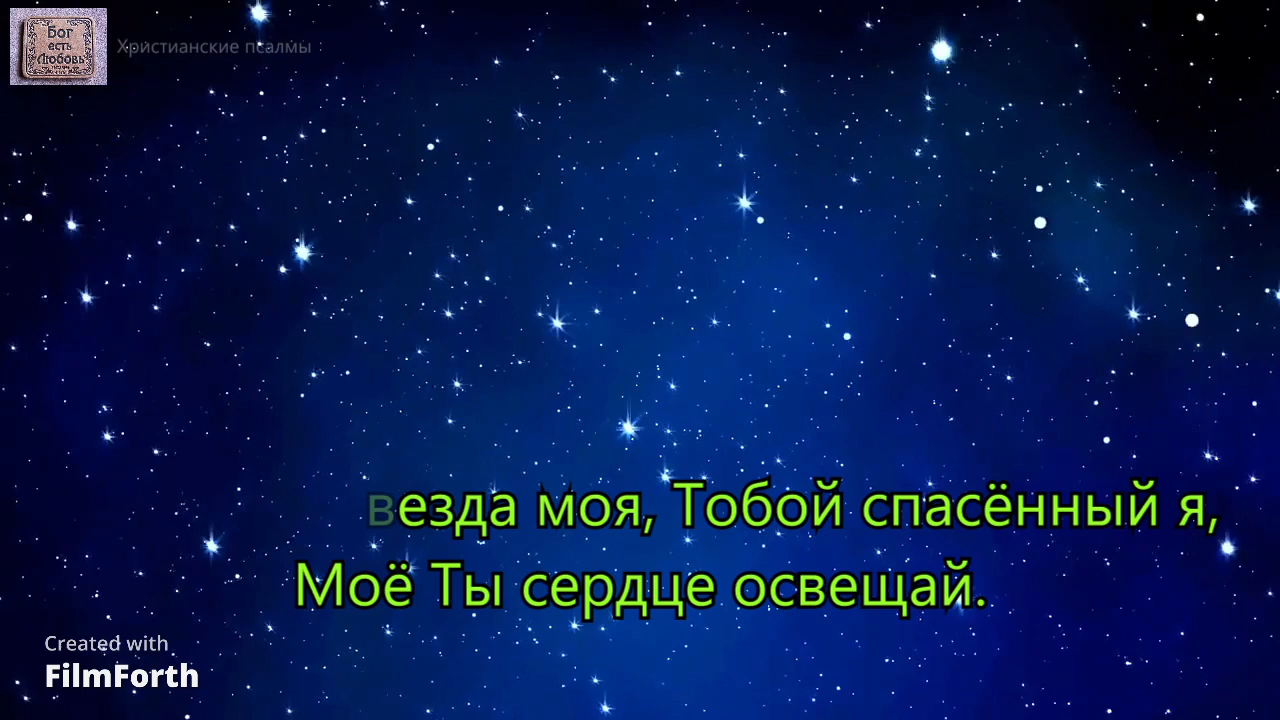 Бог
есть
Любовь
Христианские псалмы
везда моя, Тобой спасённый я,
Моё Ты сердце освещай.
Created with
FilmForth